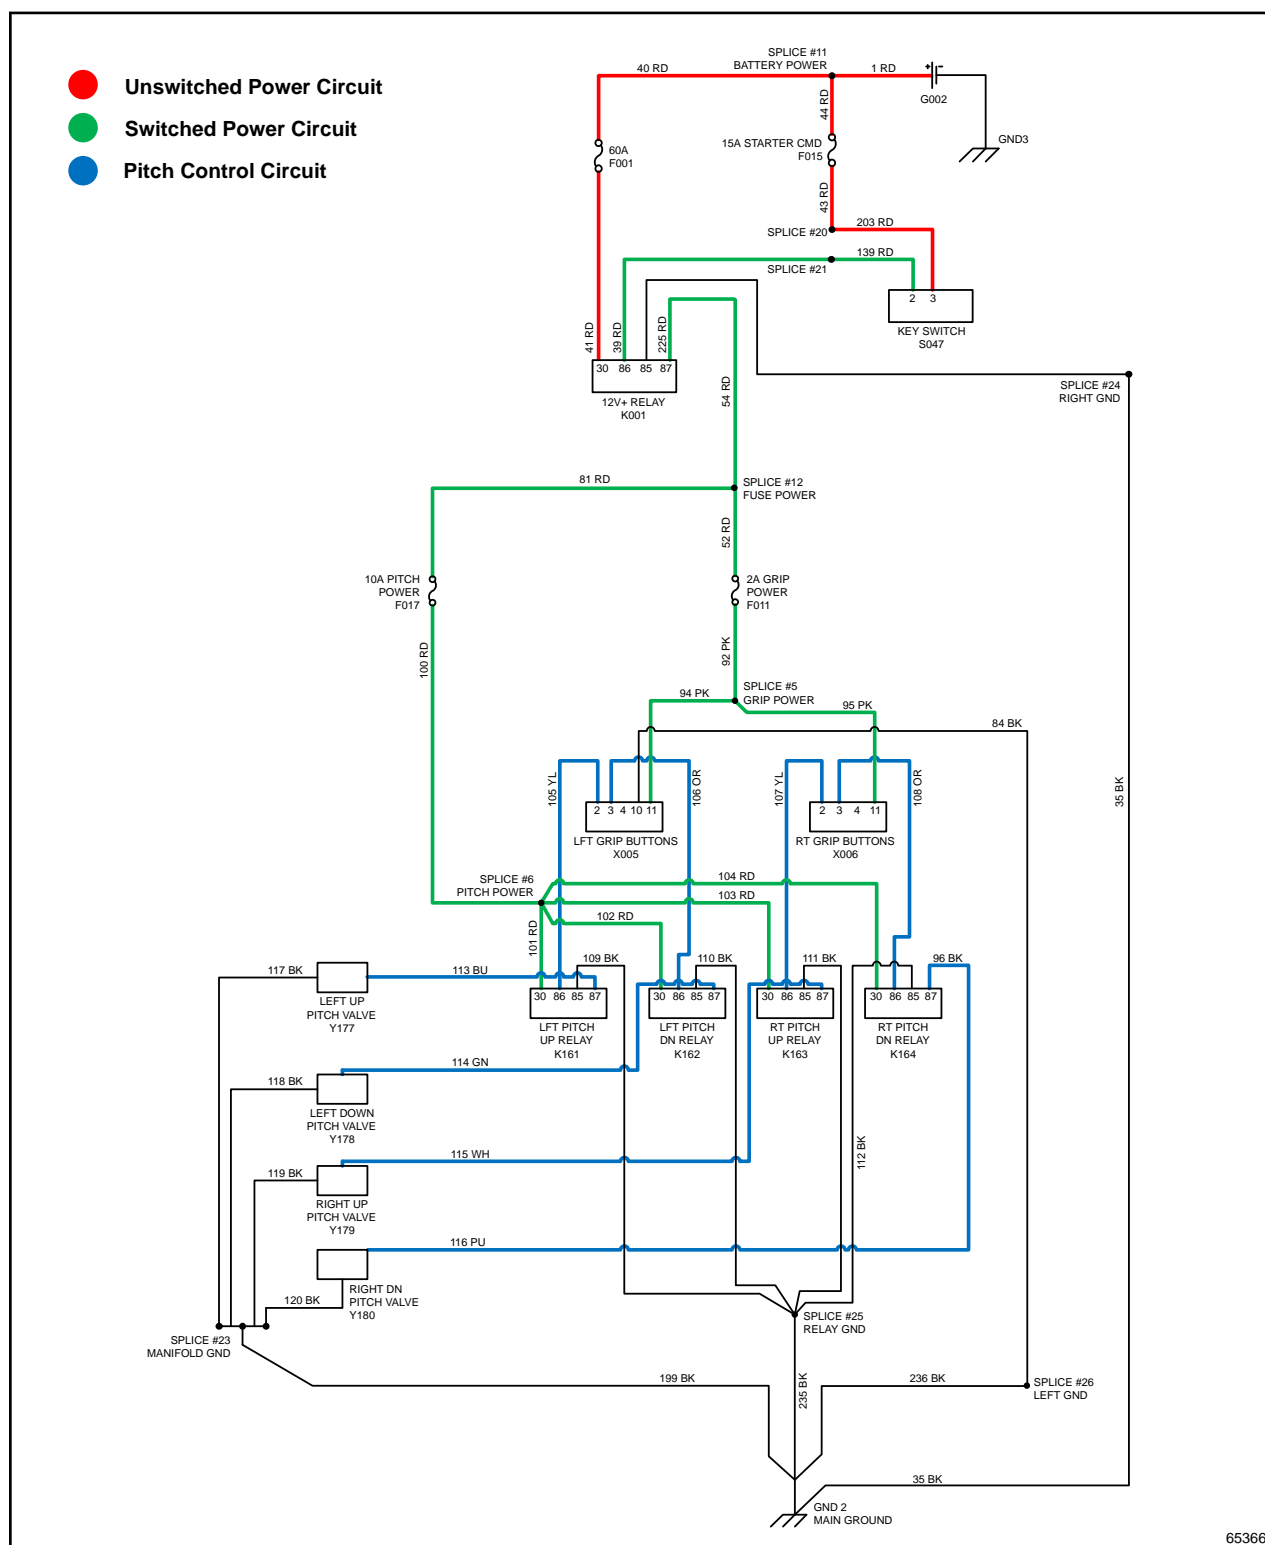 Unswitched Power Circuit
Switched Power Circuit
Pitch Control Circuit
SPLICE #11
BATTERY POWER
40 RD
1 RD
+ -
G002
44 RD
GND3
60A
F001
15A STARTER CMD
F015
43 RD
203 RD
SPLICE #20
139 RD
SPLICE #21
2 3
KEY SWITCH
S047
41 RD
39 RD
225 RD
30 86 85 87
12V+ RELAY
K001
54 RD
SPLICE #24
RIGHT GND
81 RD
SPLICE #12
FUSE POWER
52 RD
10A PITCH
POWER
F017
2A GRIP
POWER
F011
100 RD
92 PK
SPLICE #5
GRIP POWER
94 PK
95 PK
84 BK
105 YL
106 OR
107 YL
108 OR
35 BK
2 3 4 10 11
LFT GRIP BUTTONS
X005
2 3 4 11
RT GRIP BUTTONS
X006
SPLICE #6
PITCH POWER
104 RD
103 RD
102 RD
101 RD
109 BK
110 BK
111 BK
96 BK
117 BK
113 BU
LEFT UP
PITCH VALVE
Y177
30 86 85 87
LFT PITCH
UP RELAY
K161
30 86 85 87
LFT PITCH
DN RELAY
K162
30 86 85 87
RT PITCH
UP RELAY
K163
30 86 85 87
RT PITCH
DN RELAY
K164
114 GN
118 BK
LEFT DOWN
PITCH VALVE
Y178
115 WH
112 BK
119 BK
RIGHT UP
PITCH VALVE
Y179
116 PU
RIGHT DN
PITCH VALVE
Y180
120 BK
SPLICE #25
RELAY GND
SPLICE #23
MANIFOLD GND
199 BK
235 BK
236 BK
SPLICE #26
LEFT GND
35 BK
GND 2
MAIN GROUND
65366